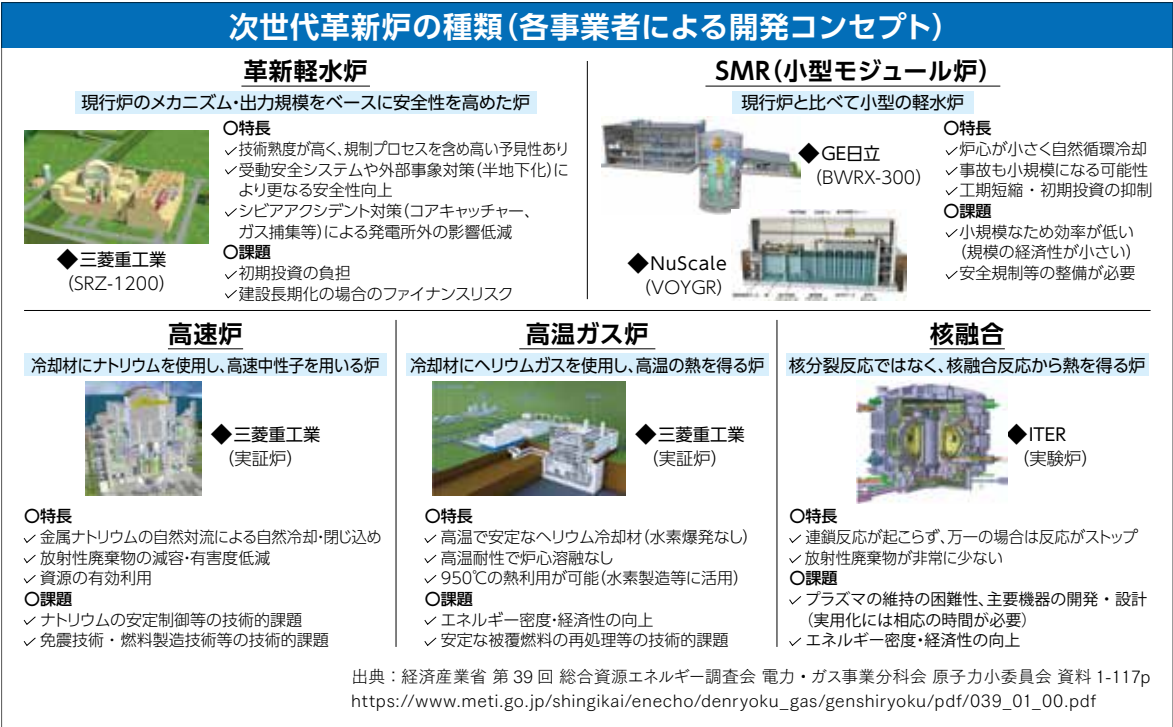 次世代革新炉の種類(各事業者による開発コンセプト)
革新軽水炉
現行炉のメカニズム・出力規模をベースに安全性を高めた炉
◆三菱重工業
(SRZ-1200)
〇特長
✓技術熟度が高く、規制プロセスを含め高い予見性あり
✓受動安全システムや外部事象対策(半地下化)に
より更なる安全性向上
✓シビアアクシデント対策(コアキャッチャー、
ガス捕集等)による発電所外の影響低減
〇課題
✓初期投資の負担
✓建設長期化の場合のファイナンスリスク
SMR(小型モジュール炉)
現行炉と比べて小型の軽水炉
◆GE日立
(BWRX-300)
◆NuScale
(VOYGR)
〇特長
✓炉心が小さく自然循環冷却
✓事故も小規模になる可能性
✓工期短縮・初期投資の抑制
〇課題
✓小規模なため効率が低い
(規模の経済性が小さい)
✓安全規制等の整備が必要
高速炉
冷却材にナトリウムを使用し、高速中性子を用いる炉
◆三菱重工業
(実証炉)
〇特長
✓金属ナトリウムの自然対流による自然冷却・閉じ込め
✓放射性廃棄物の減容・有害度低減
✓資源の有効利用
〇課題
✓ナトリウムの安定制御等の技術的課題
✓免震技術・燃料製造技術等の技術的課題
高温ガス炉
冷却材にヘリウムガスを使用し、高温の熱を得る炉
◆三菱重工業
(実証炉)
〇特長
✓高温で安定なヘリウム冷却材(水素爆発なし)
✓高温耐性で炉心溶融なし
✓950℃の熱利用が可能(水素製造等に活用)
〇課題
✓エネルギー密度・経済性の向上
✓安定な被覆燃料の再処理等の技術的課題
核融合
核分裂反応ではなく、核融合反応から熱を得る炉
◆ITER
(実験炉)
〇特長
✓連鎖反応が起こらず、万一の場合は反応がストップ
✓放射性廃棄物が非常に少ない
〇課題
✓プラズマの維持の困難性、主要機器の開発・設計
(実用化には相応の時間が必要)
✓エネルギー密度・経済性の向上
出典:経済産業省 第39回 総合資源エネルギー調査会 電力・ガス事業分科会 原子力小委員会 資料1-117p
https://www.meti.go.jp/shingikai/enecho/denryoku_gas/genshiryoku/pdf/039_01_00.pdf